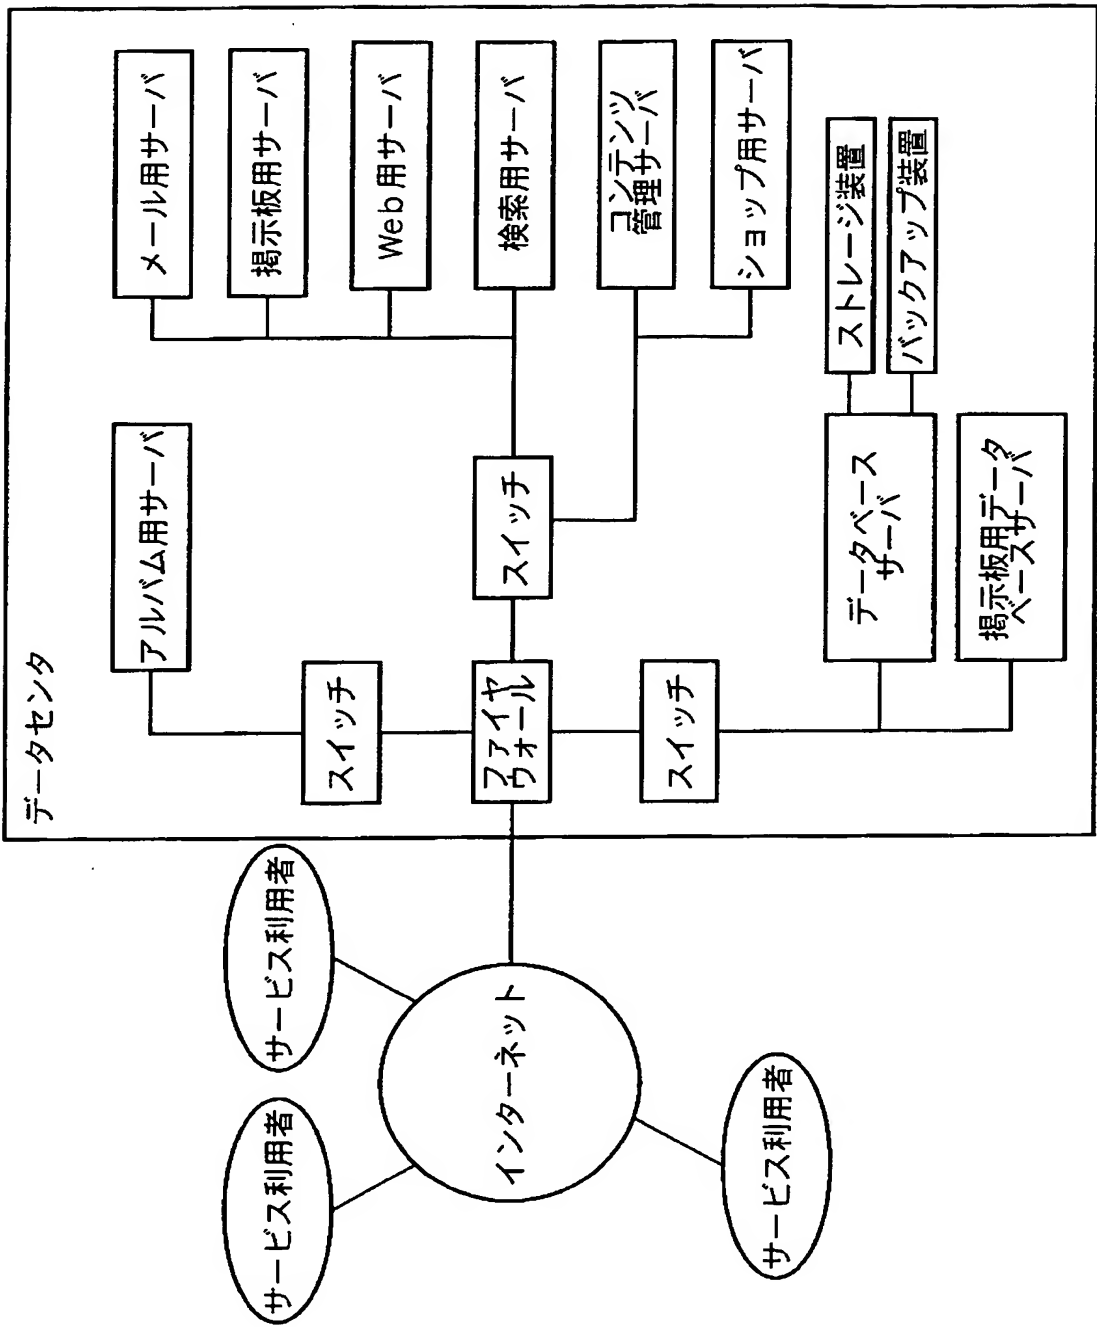 データセンタ
メール用サーバ
掲示板用サーバ
Web用サーバ
検索用サーバ
コンテンツ
管理サーバ
ショップ用サーバ
アルバム用サーバ
スイッチ
ファイヤ
ウォール
スイッチ
スイッチ
ストレージ装置
バックアップ装置
データベース
サーバ
掲示板用データ
ベースサーバ
インターネット
サービス利用者
サービス利用者
サービス利用者